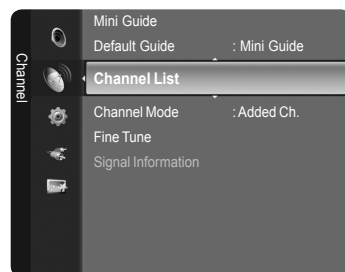 Channel
Mini Guide
Default Guide : Mini Guide
Channel List
Channel Mode : Added Ch.
Fine Tune
Signal Information